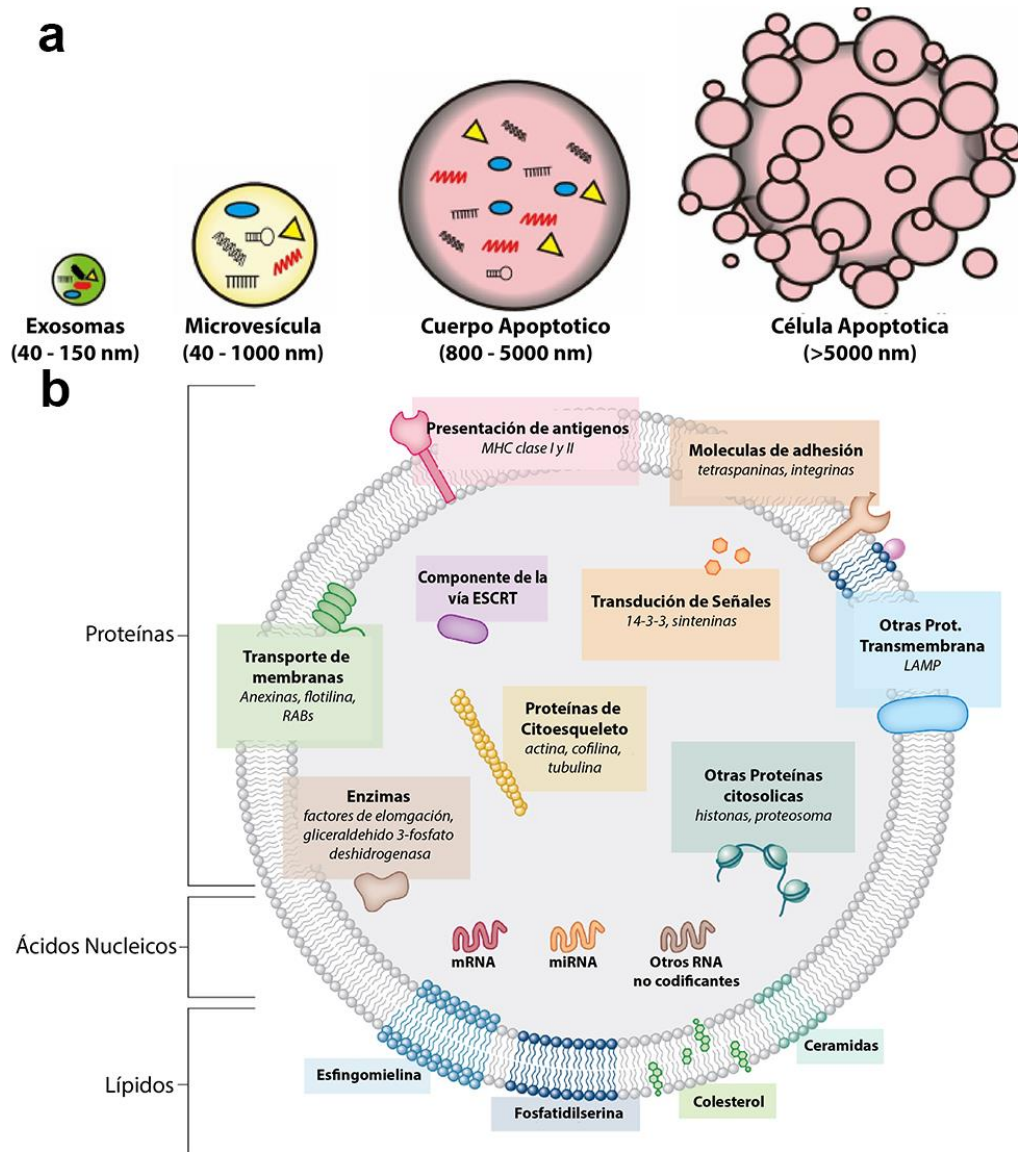 a
Exosomas
(40 - 150 nm)
Microvesícula
(40 - 1000 nm)
Cuerpo Apoptotico
(800 - 5000 nm)
Célula Apoptotica
(>5000 nm)
b
Proteínas
Presentación de antigenos
MHC clase I y II
Moleculas de adhesión
tetraspaninas, integrinas
Componente de la
vía ESCRT
Transdución de Señales
14-3-3, sinteninas
Otras Prot.
Transmembrana
LAMP
Transporte de
membranas
Anexinas, flotilina,
RABs
Proteínas de
Citoesqueleto
actina, cofilina,
tubulina
Otras Proteínas
citosolicas
histonas, proteosoma
Enzimas
factores de elomgación,
gliceraldehido 3-fosfato
deshidrogenasa
Ácidos Nucleicos
mRNA
miRNA
Otros RNA
no codificantes
Lípidos
Esfingomielina
Fosfatidilserina
Colesterol
Ceramidas